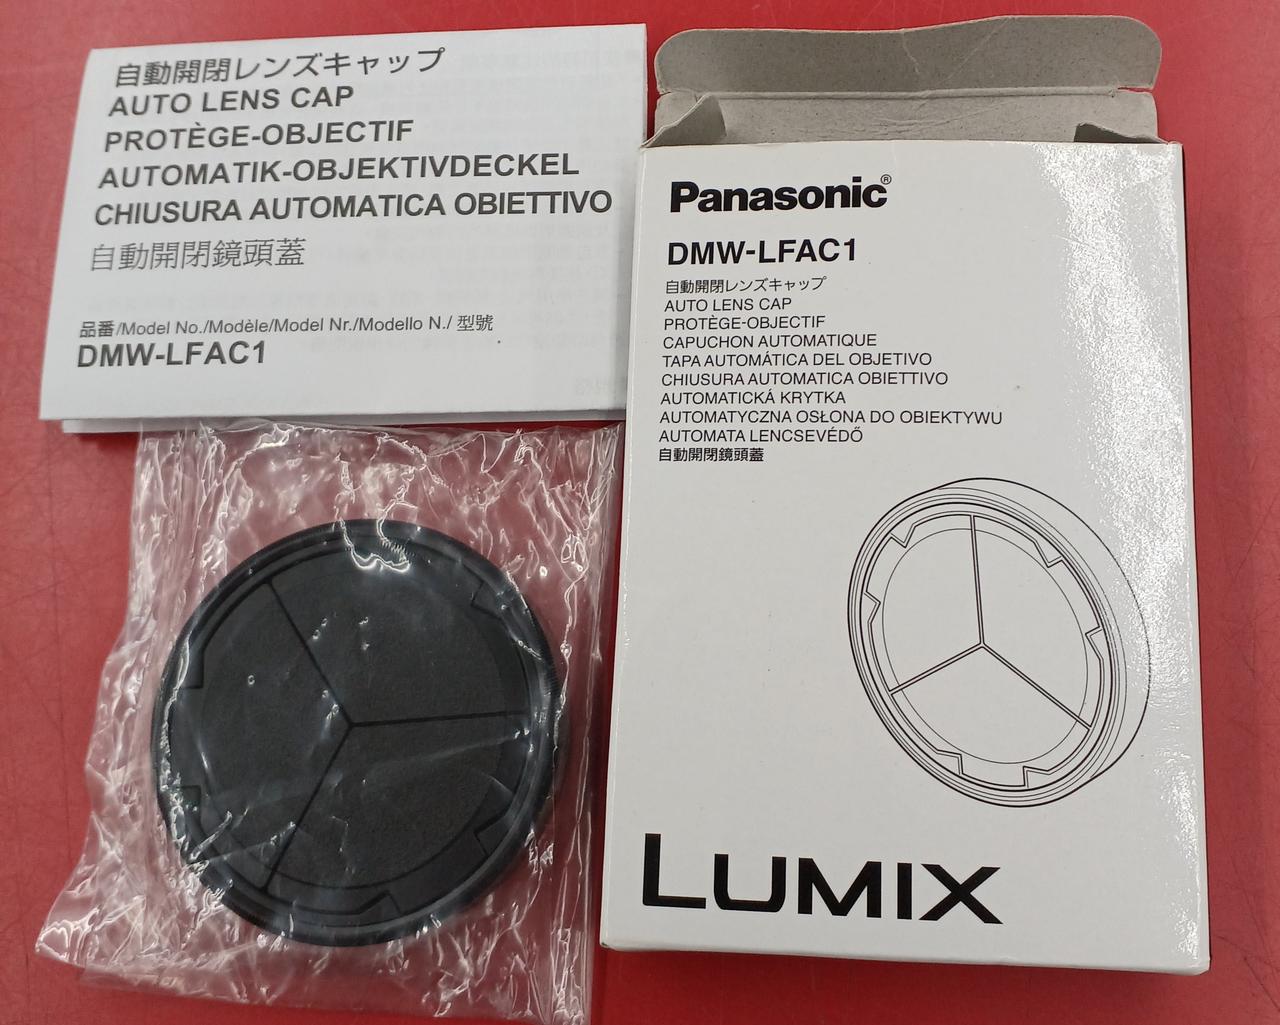 自動開閉レンズキャップ
AUTO LENS CAP
PROTÈGE-OBJECTIF
AUTOMATIK-OBJEKTIVDECKEL
CHIUSURA AUTOMATICA OBIETTIVO
自動開閉鏡頭蓋
品番/Model No./Modèle/Model Nr./Modello N./ 型號
DMW-LFAC1
Panasonic®
DMW-LFAC1
自動開閉レンズキャップ
AUTO LENS CAP
PROTÈGE-OBJECTIF
CAPUCHON AUTOMATIQUE
TAPA AUTOMÁTICA DEL OBJETIVO
CHIUSURA AUTOMATICA OBIETTIVO
AUTOMATICKÁ KRYTKA
AUTOMATYCZNA OSŁONA DO OBIEKTYWU
AUTOMATA LENCSEVÉDŐ
自動開閉鏡頭蓋
LUMIX